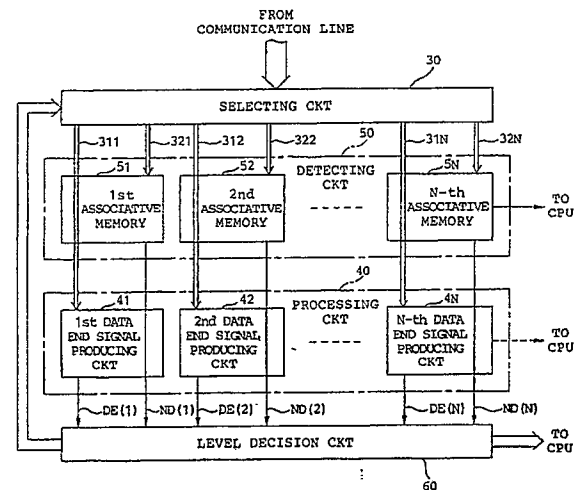 FROM
COMMUNICATION LINE
30
SELECTING CKT
311
321
312
322
50
31N
32N
51
52
DETECTING
CKT
5N
1st
ASSOCIATIVE
MEMORY
2nd
ASSOCIATIVE
MEMORY
N-th
ASSOCIATIVE
MEMORY
TO
CPU
40
41
42
PROCESSING
CKT
4N
1st DATA
END SIGNAL
PRODUCING
CKT
2nd DATA
END SIGNAL
PRODUCING
CKT
N-th DATA
END SIGNAL
PRODUCING
CKT
TO
CPU
DE(1)
ND(1)
DE(2)
ND(2)
DE(N)
ND(N)
LEVEL DECISION CKT
TO
CPU
60